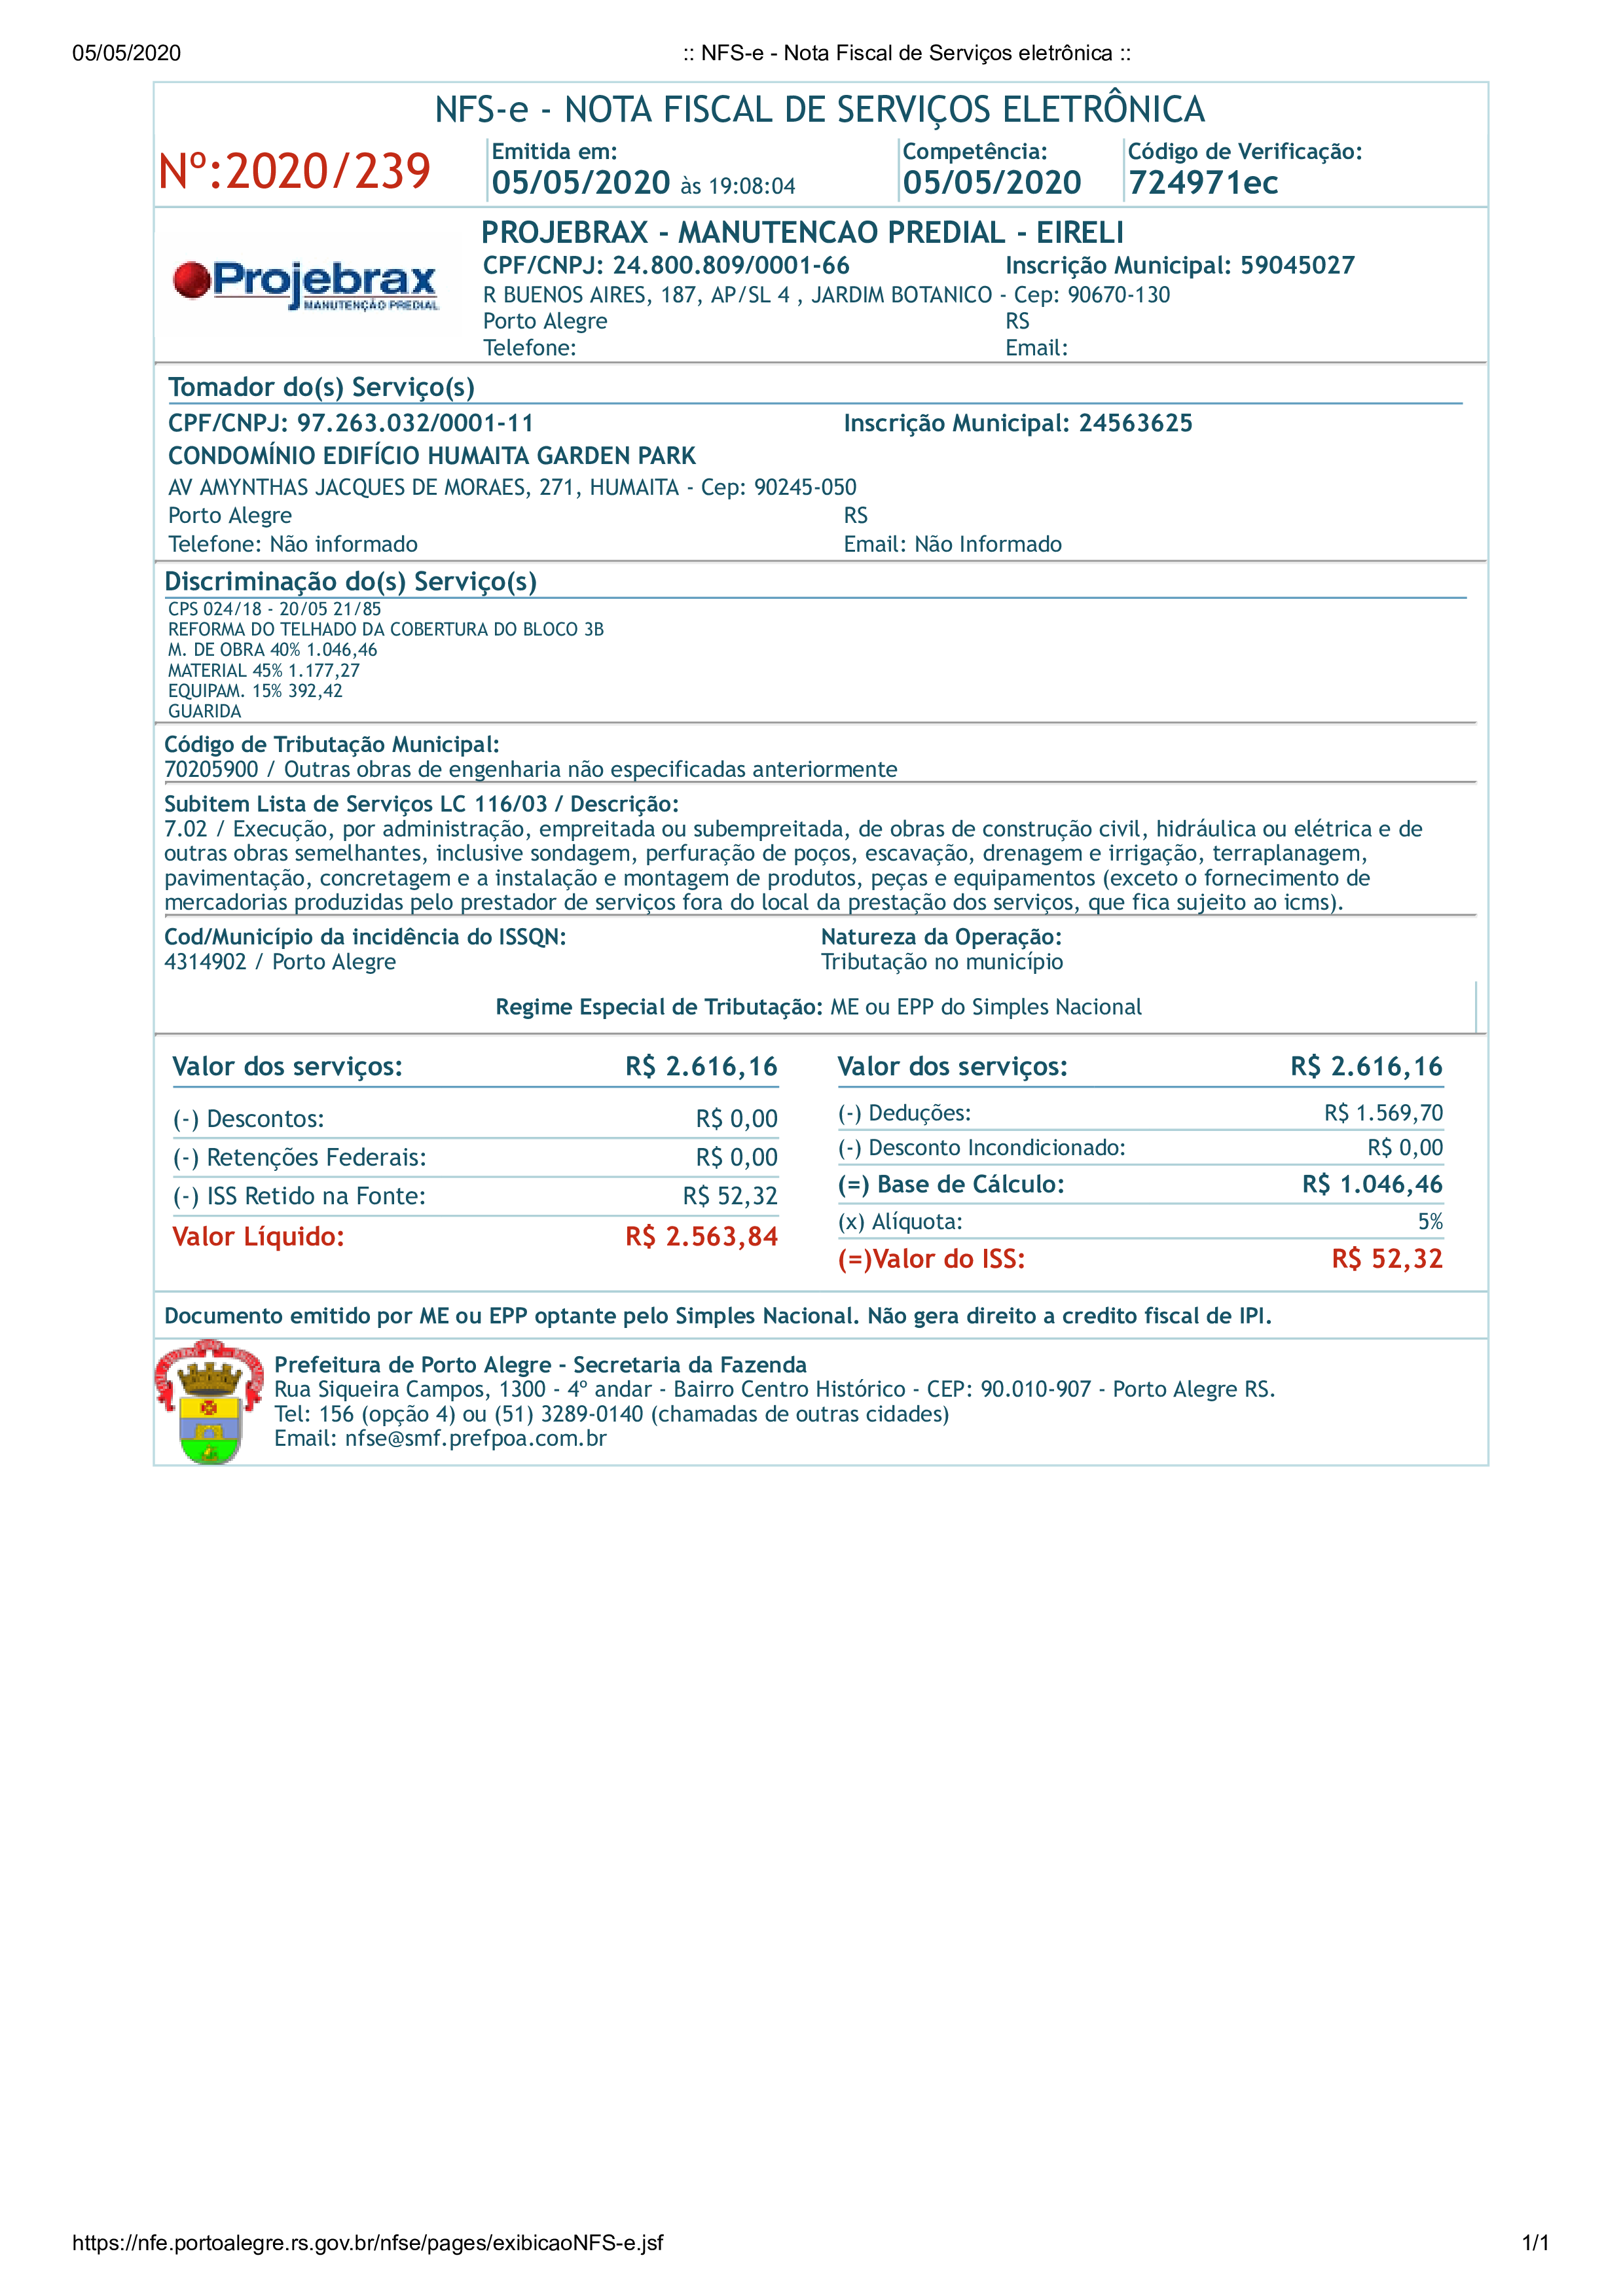 05/05/2020 :: NFS-e - Nota Fiscal de Serviços eletrônica ::
NFS-e - NOTA FISCAL DE SERVIÇOS ELETRÔNICA
Nº:2020/239
Emitida em:
05/05/2020 às 19:08:04
Competência:
05/05/2020
Código de Verificação:
724971ec
Projebrax
MANUTENÇÃO PREDIAL
PROJEBRAX - MANUTENCAO PREDIAL - EIRELI
CPF/CNPJ: 24.800.809/0001-66 Inscrição Municipal: 59045027
R BUENOS AIRES, 187, AP/SL 4 , JARDIM BOTANICO - Cep: 90670-130
Porto Alegre RS
Telefone: Email:
Tomador do(s) Serviço(s)
CPF/CNPJ: 97.263.032/0001-11 Inscrição Municipal: 24563625
CONDOMÍNIO EDIFÍCIO HUMAITA GARDEN PARK
AV AMYNTHAS JACQUES DE MORAES, 271, HUMAITA - Cep: 90245-050
Porto Alegre RS
Telefone: Não informado Email: Não Informado
Discriminação do(s) Serviço(s)
CPS 024/18 - 20/05 21/85
REFORMA DO TELHADO DA COBERTURA DO BLOCO 3B
M. DE OBRA 40% 1.046,46
MATERIAL 45% 1.177,27
EQUIPAM. 15% 392,42
GUARIDA
Código de Tributação Municipal:
70205900 / Outras obras de engenharia não especificadas anteriormente
Subitem Lista de Serviços LC 116/03 / Descrição:
7.02 / Execução, por administração, empreitada ou subempreitada, de obras de construção civil, hidráulica ou elétrica e de
outras obras semelhantes, inclusive sondagem, perfuração de poços, escavação, drenagem e irrigação, terraplanagem,
pavimentação, concretagem e a instalação e montagem de produtos, peças e equipamentos (exceto o fornecimento de
mercadorias produzidas pelo prestador de serviços fora do local da prestação dos serviços, que fica sujeito ao icms).
Cod/Município da incidência do ISSQN: Natureza da Operação:
4314902 / Porto Alegre Tributação no município
Regime Especial de Tributação: ME ou EPP do Simples Nacional
Valor dos serviços: R$ 2.616,16
(-) Descontos: R$ 0,00
(-) Retenções Federais: R$ 0,00
(-) ISS Retido na Fonte: R$ 52,32
Valor Líquido: R$ 2.563,84
Valor dos serviços: R$ 2.616,16
(-) Deduções: R$ 1.569,70
(-) Desconto Incondicionado: R$ 0,00
(=) Base de Cálculo: R$ 1.046,46
(x) Alíquota: 5%
(=)Valor do ISS: R$ 52,32
Documento emitido por ME ou EPP optante pelo Simples Nacional. Não gera direito a credito fiscal de IPI.
Prefeitura de Porto Alegre - Secretaria da Fazenda
Rua Siqueira Campos, 1300 - 4º andar - Bairro Centro Histórico - CEP: 90.010-907 - Porto Alegre RS.
Tel: 156 (opção 4) ou (51) 3289-0140 (chamadas de outras cidades)
Email: nfse@smf.prefpoa.com.br
https://nfe.portoalegre.rs.gov.br/nfse/pages/exibicaoNFS-e.jsf 1/1